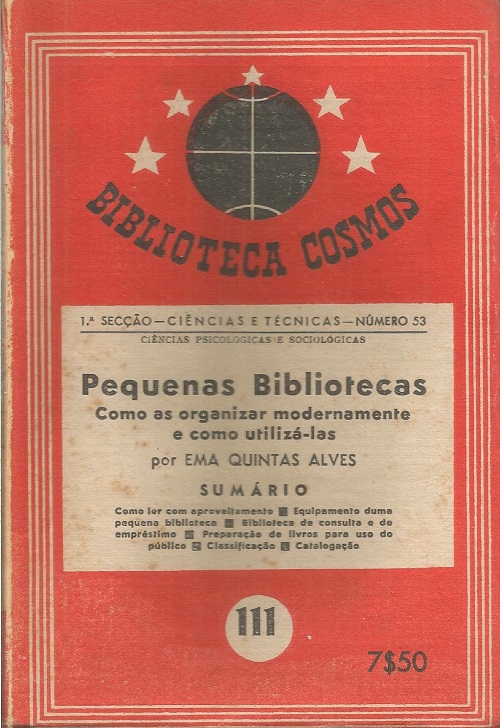 BIBLIOTECA COSMOS
1.ª SECÇÃO — CIÊNCIAS E TÉCNICAS — NÚMERO 53
CIÊNCIAS PSICOLÓGICAS E SOCIOLÓGICAS
Pequenas Bibliotecas
Como as organizar modernamente
e como utilizá-las
por EMA QUINTAS ALVES
SUMÁRIO
Como ler com aproveitamento ■ Equipamento duma
pequena biblioteca ■ Biblioteca de consulta e de
empréstimo ■ Preparação de livros para uso do
público ■ Classificação ■ Catalogação
111
7$50